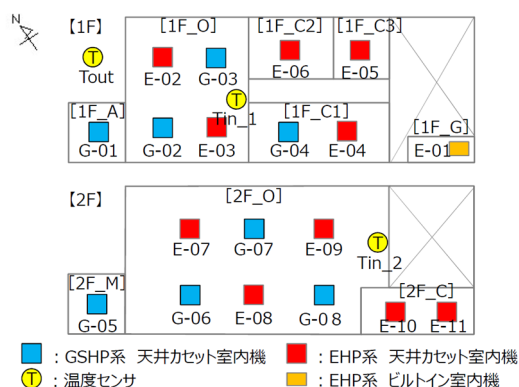 N
【1F】 [1F_O] [1F_C2] [1F_C3]
Tout E-02 G-03 E-06 E-05
T
T
[1F_A] Tin_1 [1F_C1] [1F_G]
G-01 G-02 E-03 G-04 E-04 E-01
【2F】 [2F_O]
E-07 G-07 E-09
T
Tin_2
[2F_M] [2F_C]
G-05 G-06 E-08 G-08 E-10 E-11
：GSHP系 天井カセット室内機 ：EHP系 天井カセット室内機
T ：温度センサ ：EHP系 ビルトイン室内機